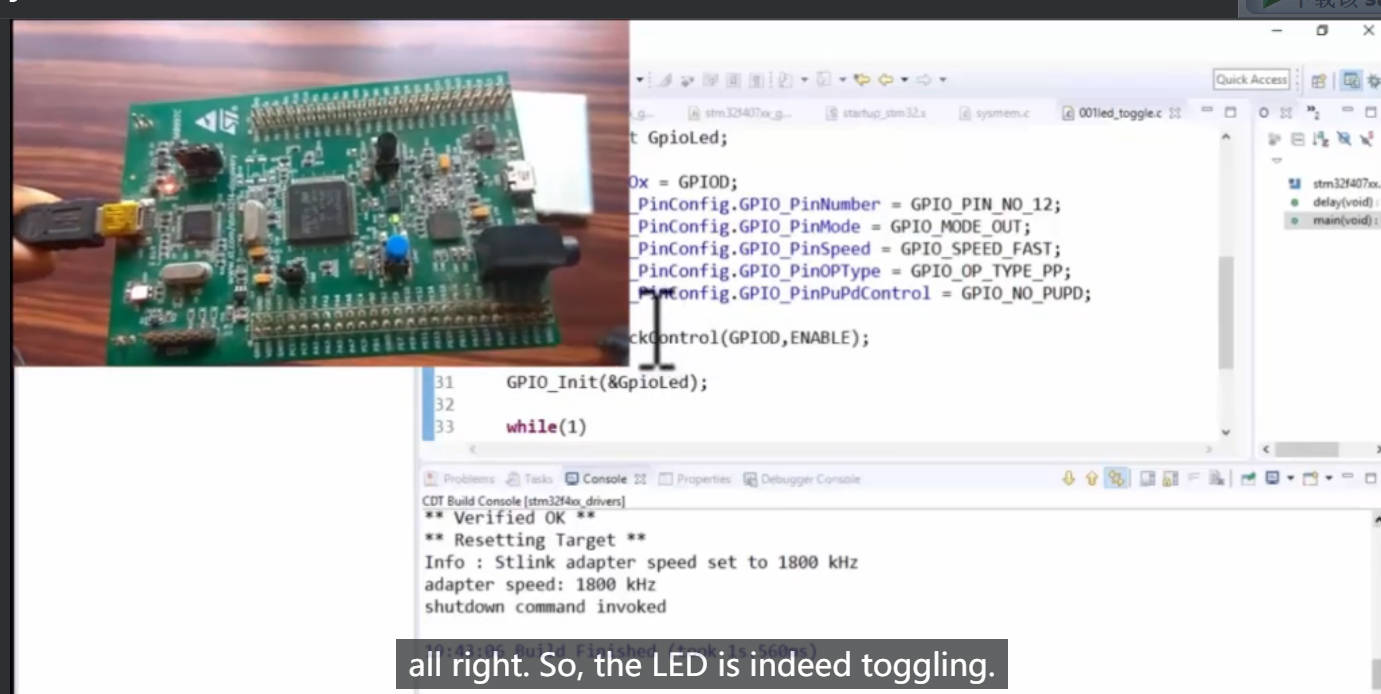 下载该
Quick Access
stm32f407xx_g...
startup_stm32.s
sysmem.c
001led_toggle.c
t GpioLed;
Ox = GPIOD;
_PinConfig.GPIO_PinNumber = GPIO_PIN_NO_12;
_PinConfig.GPIO_PinMode = GPIO_MODE_OUT;
_PinConfig.GPIO_PinSpeed = GPIO_SPEED_FAST;
_PinConfig.GPIO_PinOPType = GPIO_OP_TYPE_PP;
_PinConfig.GPIO_PinPuPdControl = GPIO_NO_PUPD;
ckControl(GPIOD,ENABLE);
31 GPIO_Init(&GpioLed);
32
33 while(1)
stm32f407xx.
delay(void) :
main(void) :
Problems Tasks Console Properties Debugger Console
CDT Build Console [stm32f4xx_drivers]
** Verified OK **
** Resetting Target **
Info : Stlink adapter speed set to 1800 kHz
adapter speed: 1800 kHz
shutdown command invoked
10:43:06 Build Finished (took 1s.560ms)
all right. So, the LED is indeed toggling.